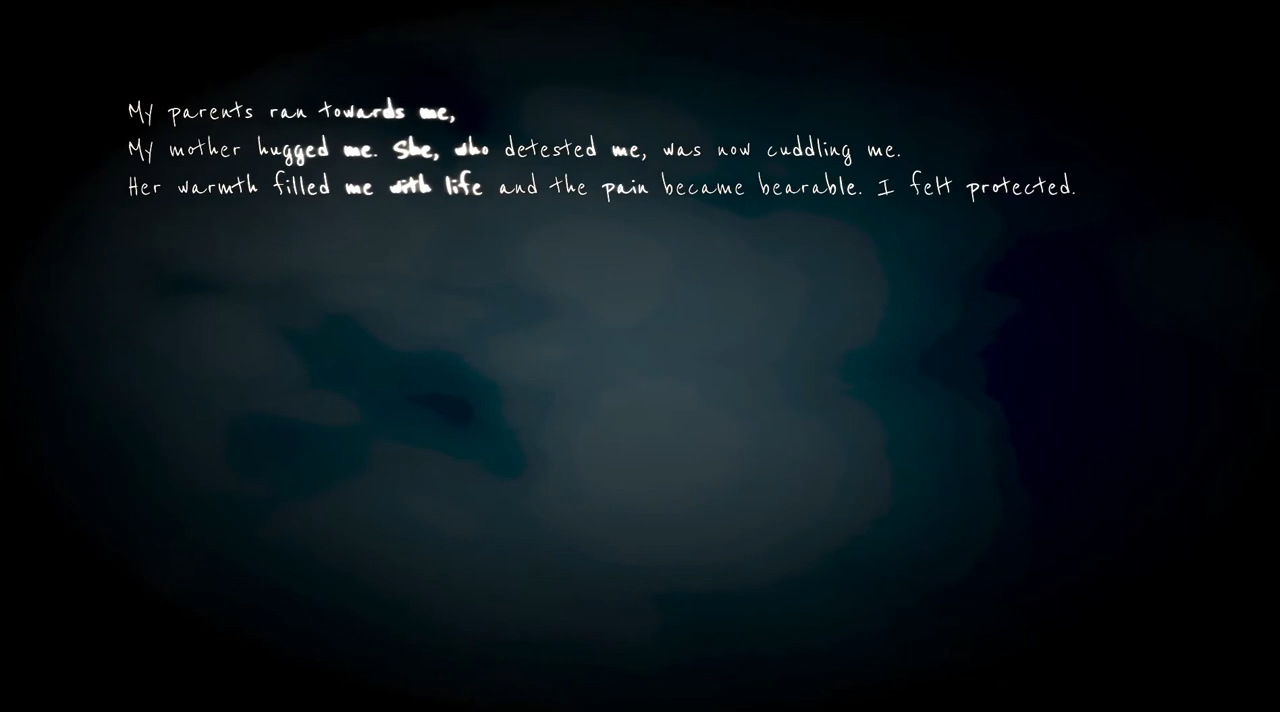 My parents ran towards me,
My mother hugged me. She, who detested me, was now cuddling me.
Her warmth filled me with life and the pain became bearable. I felt protected.